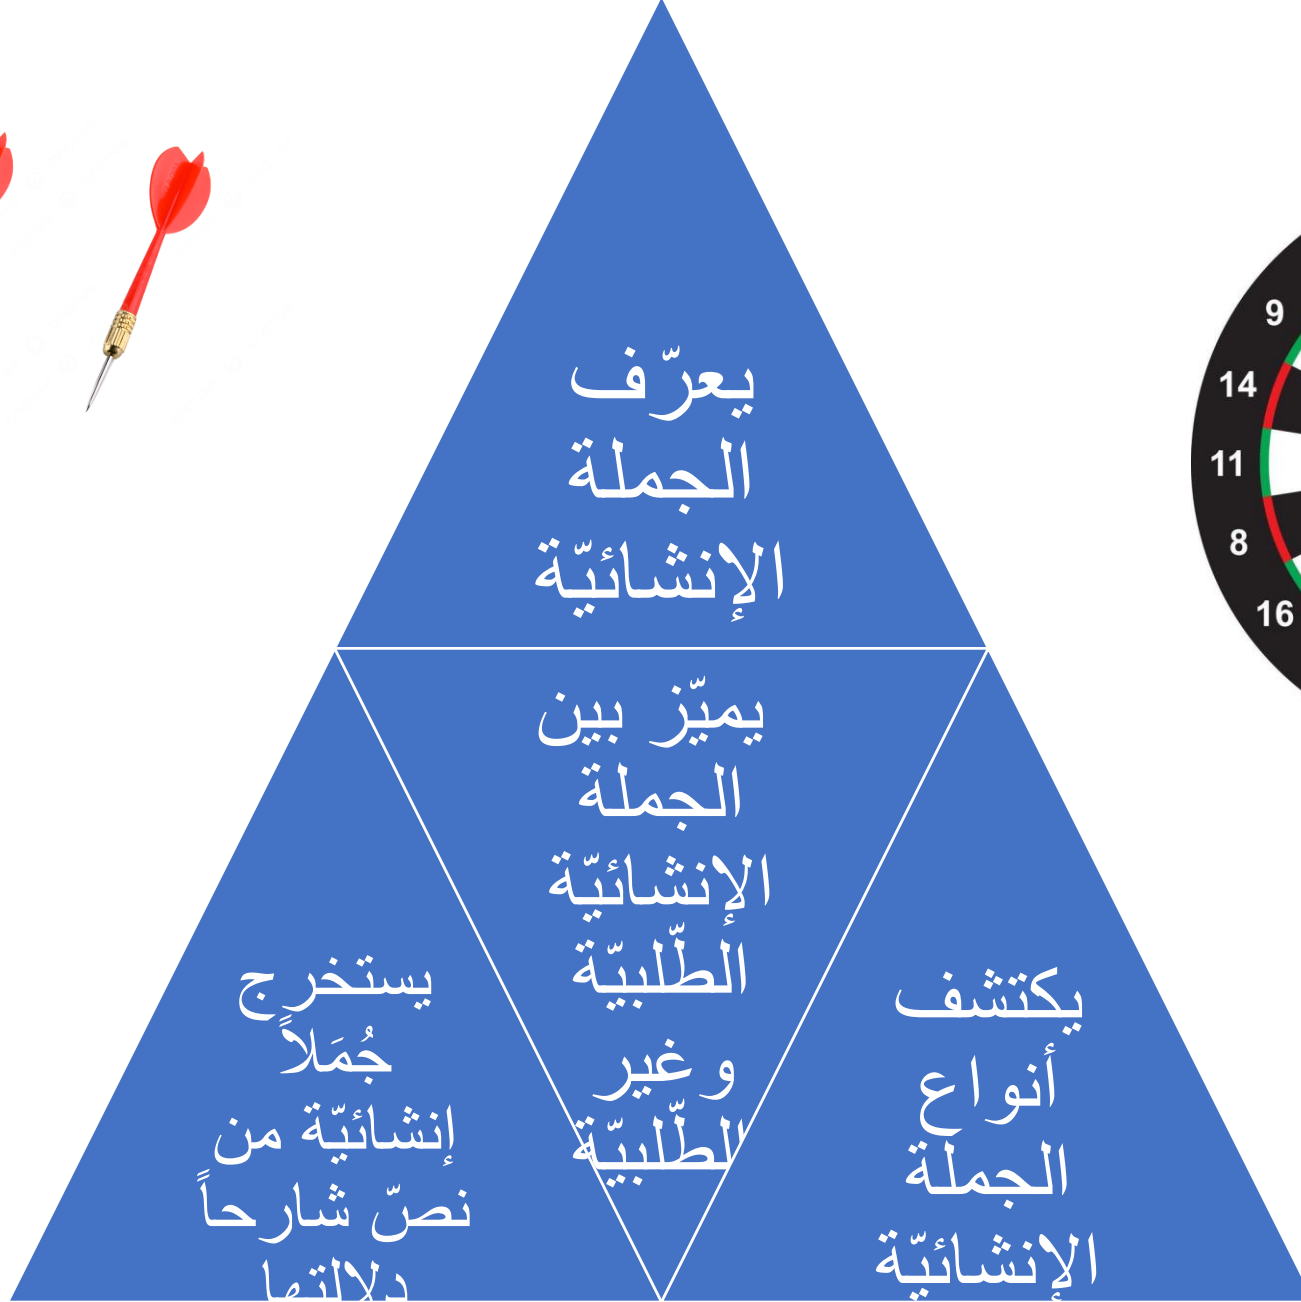 يعرّف
الجملة
الإنشائيّة
يميّز بين
الجملة
الإنشائيّة
الطّلبيّة
وغير
الطّلبيّة
يكتشف
أنواع
الجملة
الإنشائيّة
يستخرج
جُمَلاً
إنشائيّة من
نصّ شارحاً
دلالتها
9
14
11
8
16